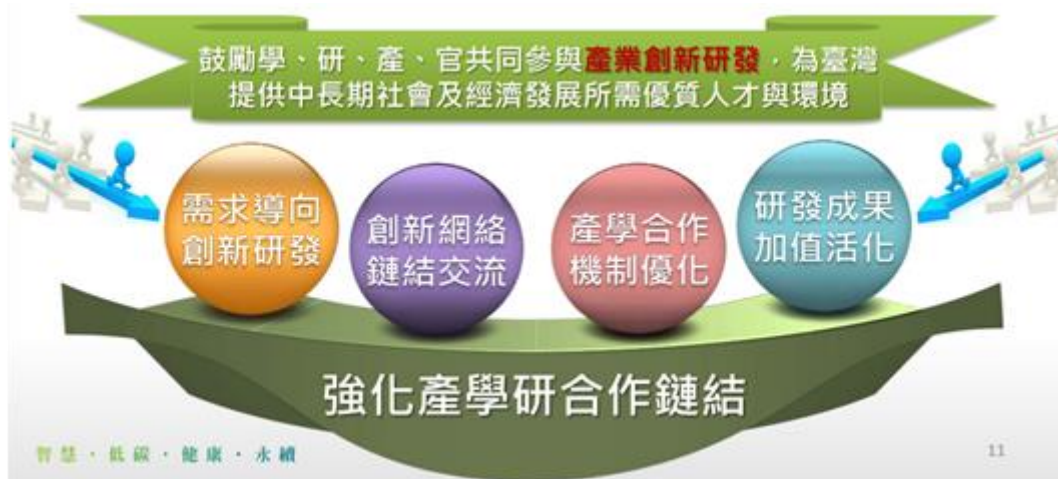 鼓勵學、研、產、官共同參與產業創新研發，為臺灣
提供中長期社會及經濟發展所需優質人才與環境
需求導向
創新研發
創新網絡
鏈結交流
產學合作
機制優化
研發成果
加值活化
強化產學研合作鏈結
智慧・低碳・健康・永續
11